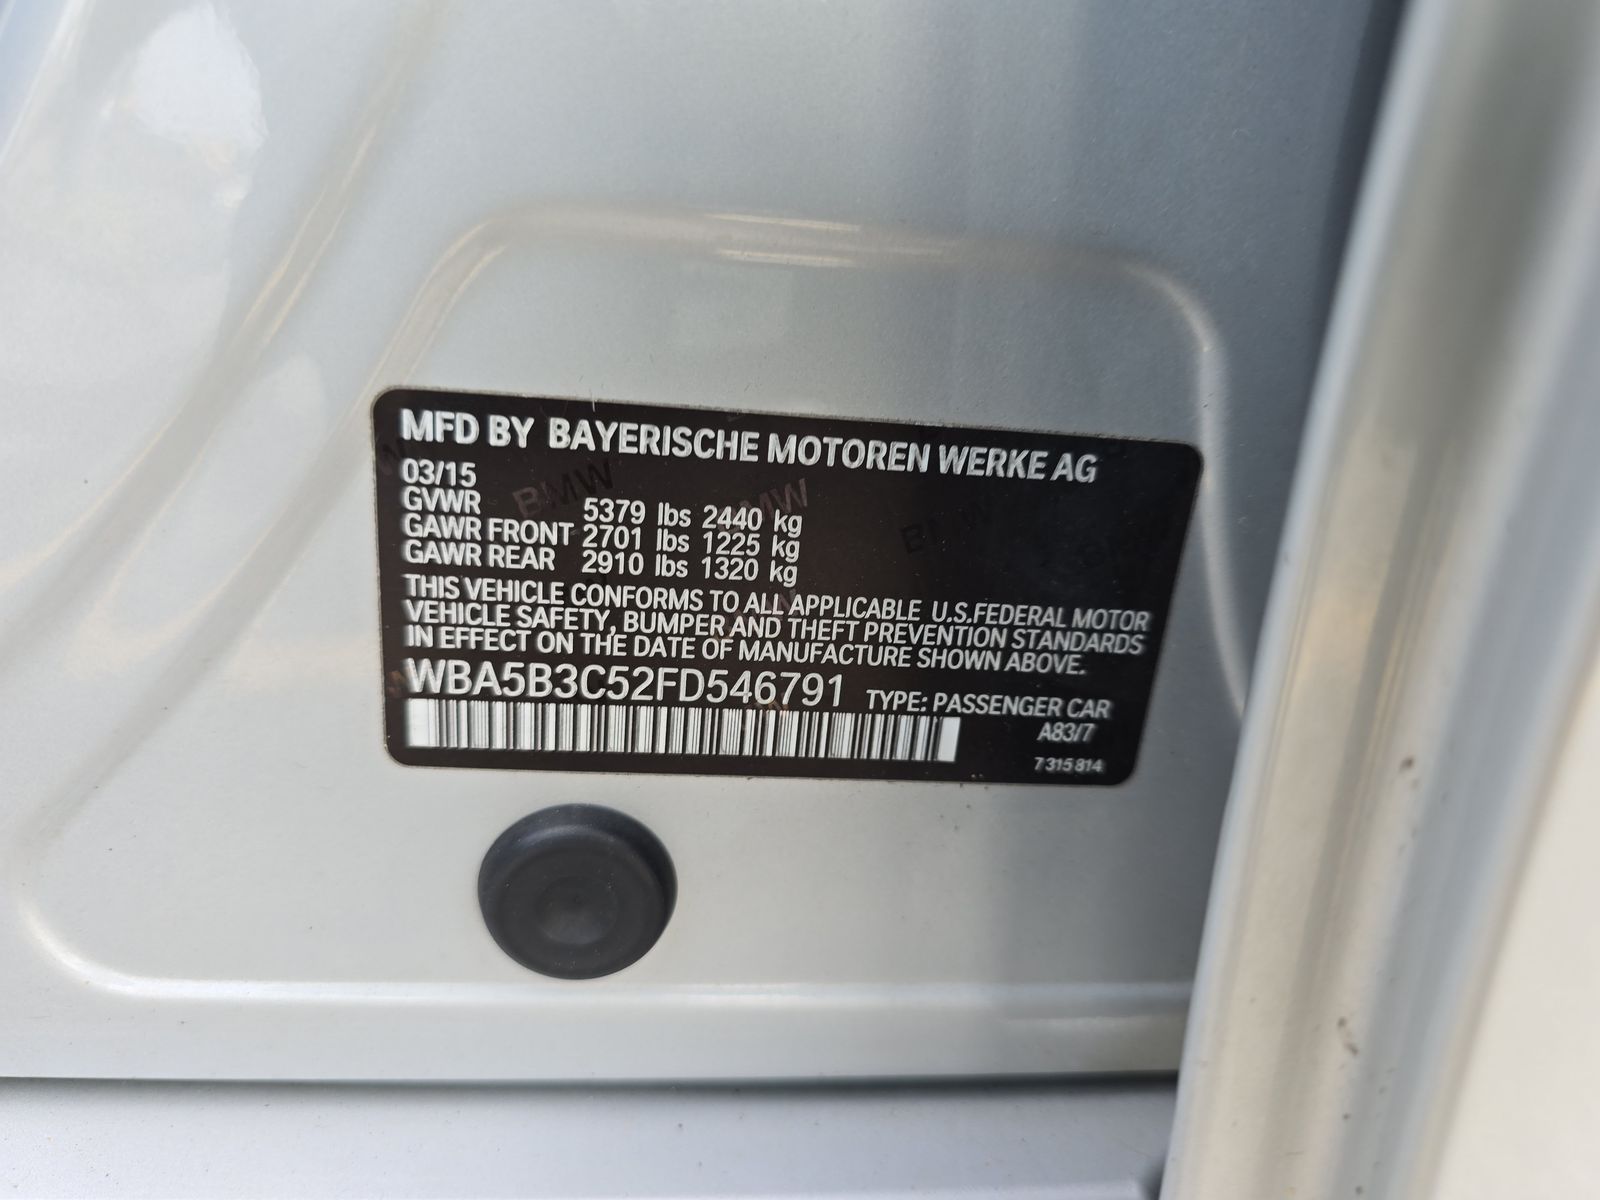 MFD BY BAYERISCHE MOTOREN WERKE AG
03/15
GVWR 5379 lbs 2440 kg
GAWR FRONT 2701 lbs 1225 kg
GAWR REAR 2910 lbs 1320 kg
THIS VEHICLE CONFORMS TO ALL APPLICABLE U.S.FEDERAL MOTOR
VEHICLE SAFETY, BUMPER AND THEFT PREVENTION STANDARDS
IN EFFECT ON THE DATE OF MANUFACTURE SHOWN ABOVE.
WBA5B3C52FD546791 TYPE: PASSENGER CAR
A83/7
7 315 814
BMW
BMW
BMW